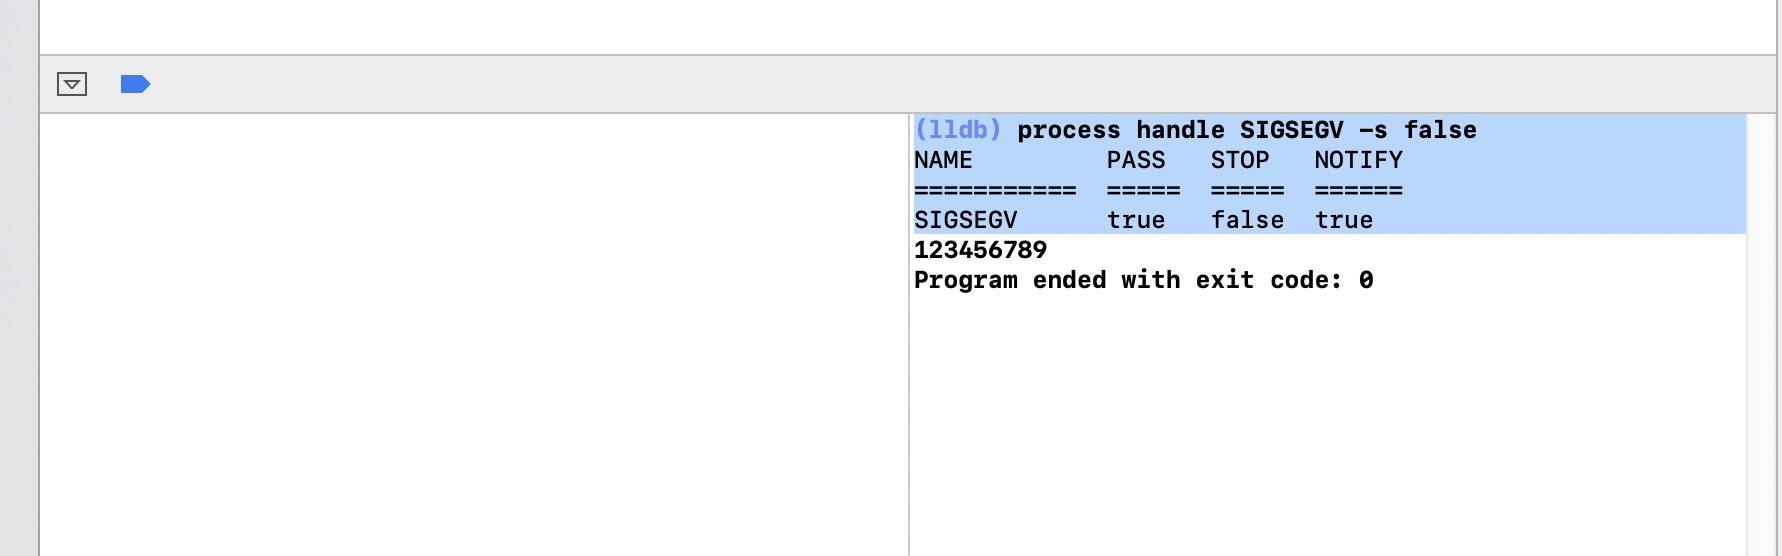 (lldb) process handle SIGSEGV -s false
NAME         PASS   STOP   NOTIFY
===========  =====  =====  ======
SIGSEGV      true   false  true
123456789
Program ended with exit code: 0